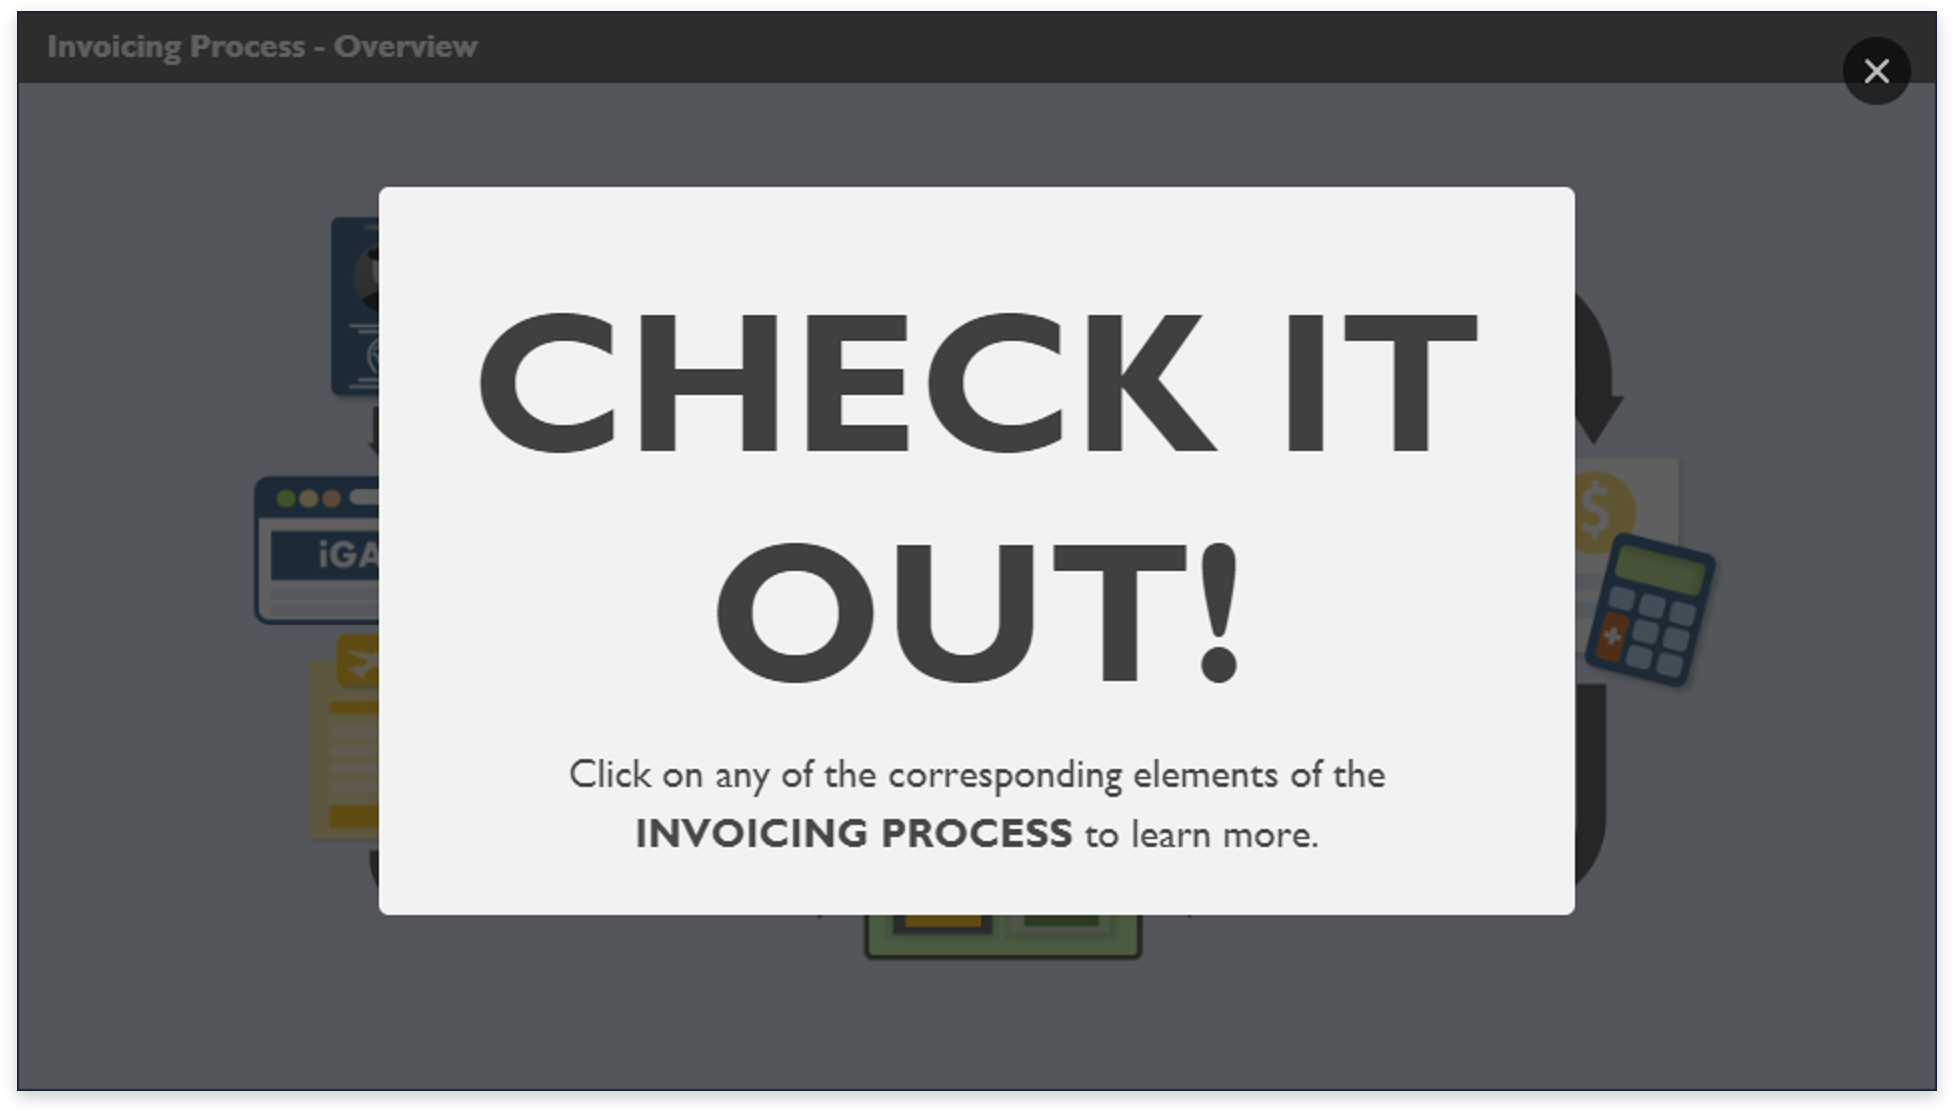 Invoicing Process - Overview
CHECK IT
OUT!
iGA
$
Click on any of the corresponding elements of the
INVOICING PROCESS to learn more.